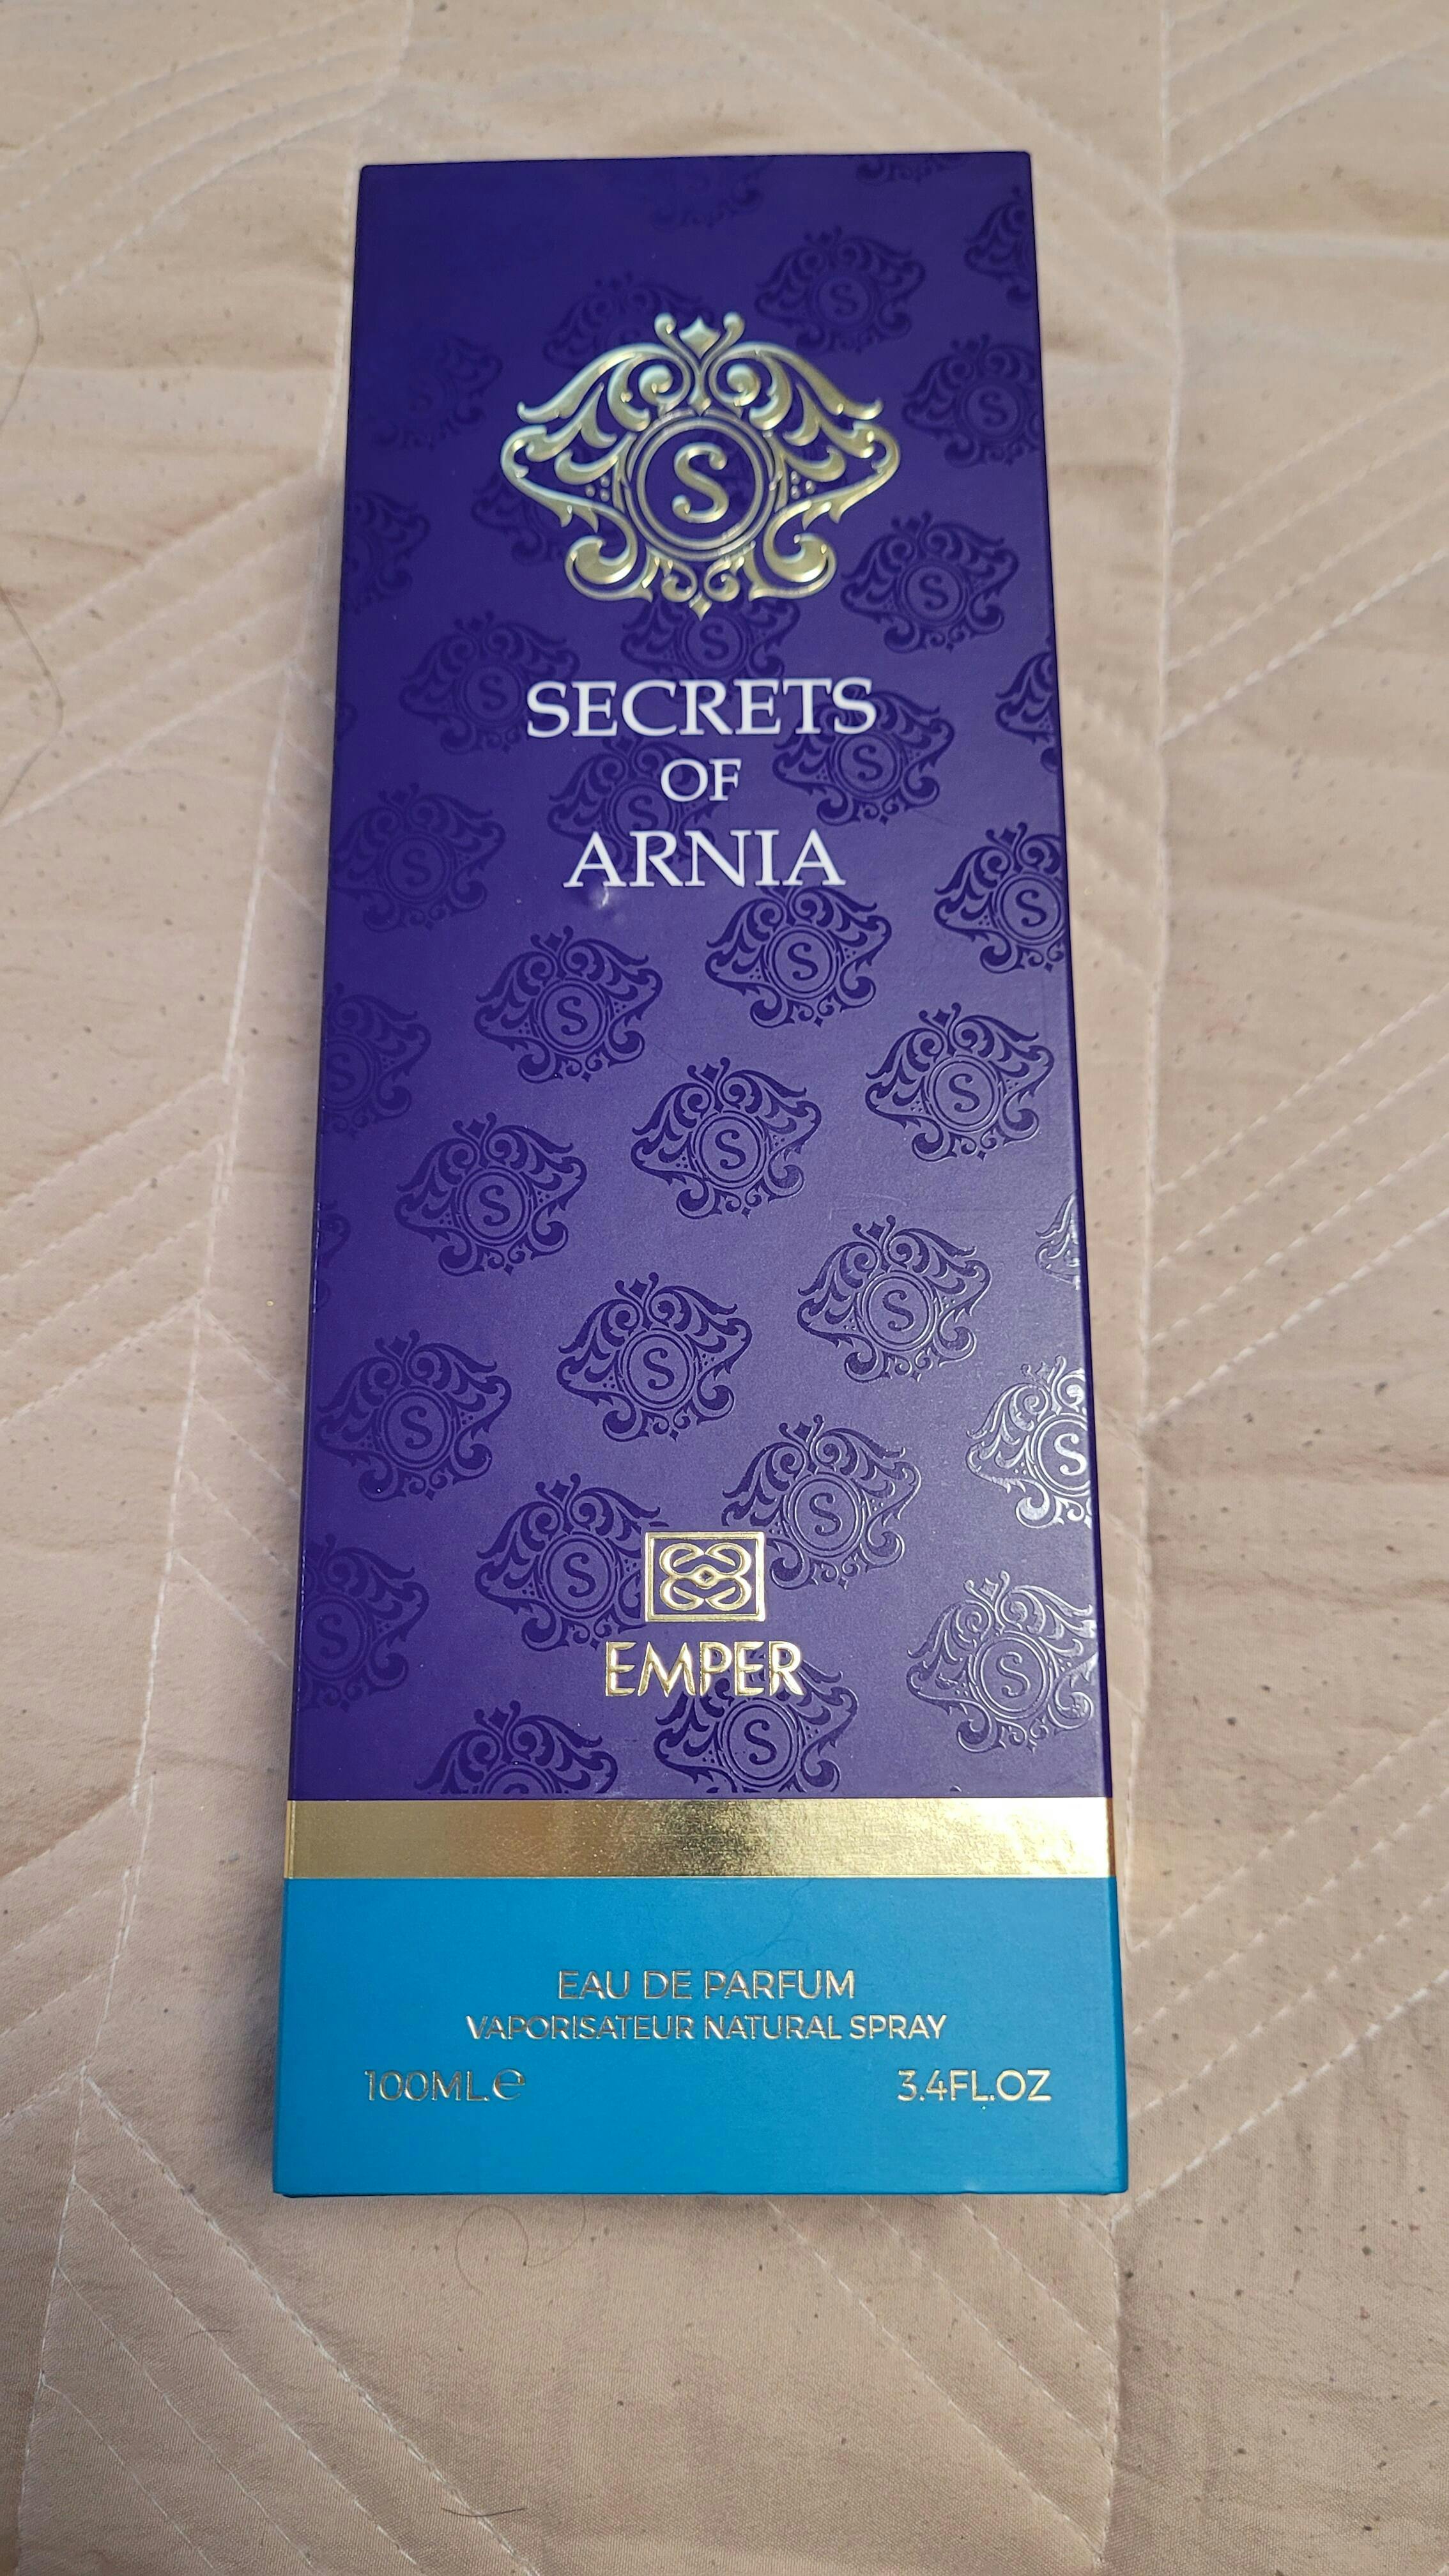 S
SECRETS
OF
ARNIA
EMPER
EAU DE PARFUM
VAPORISATEUR NATURAL SPRAY
100ML.e
3.4FL.OZ